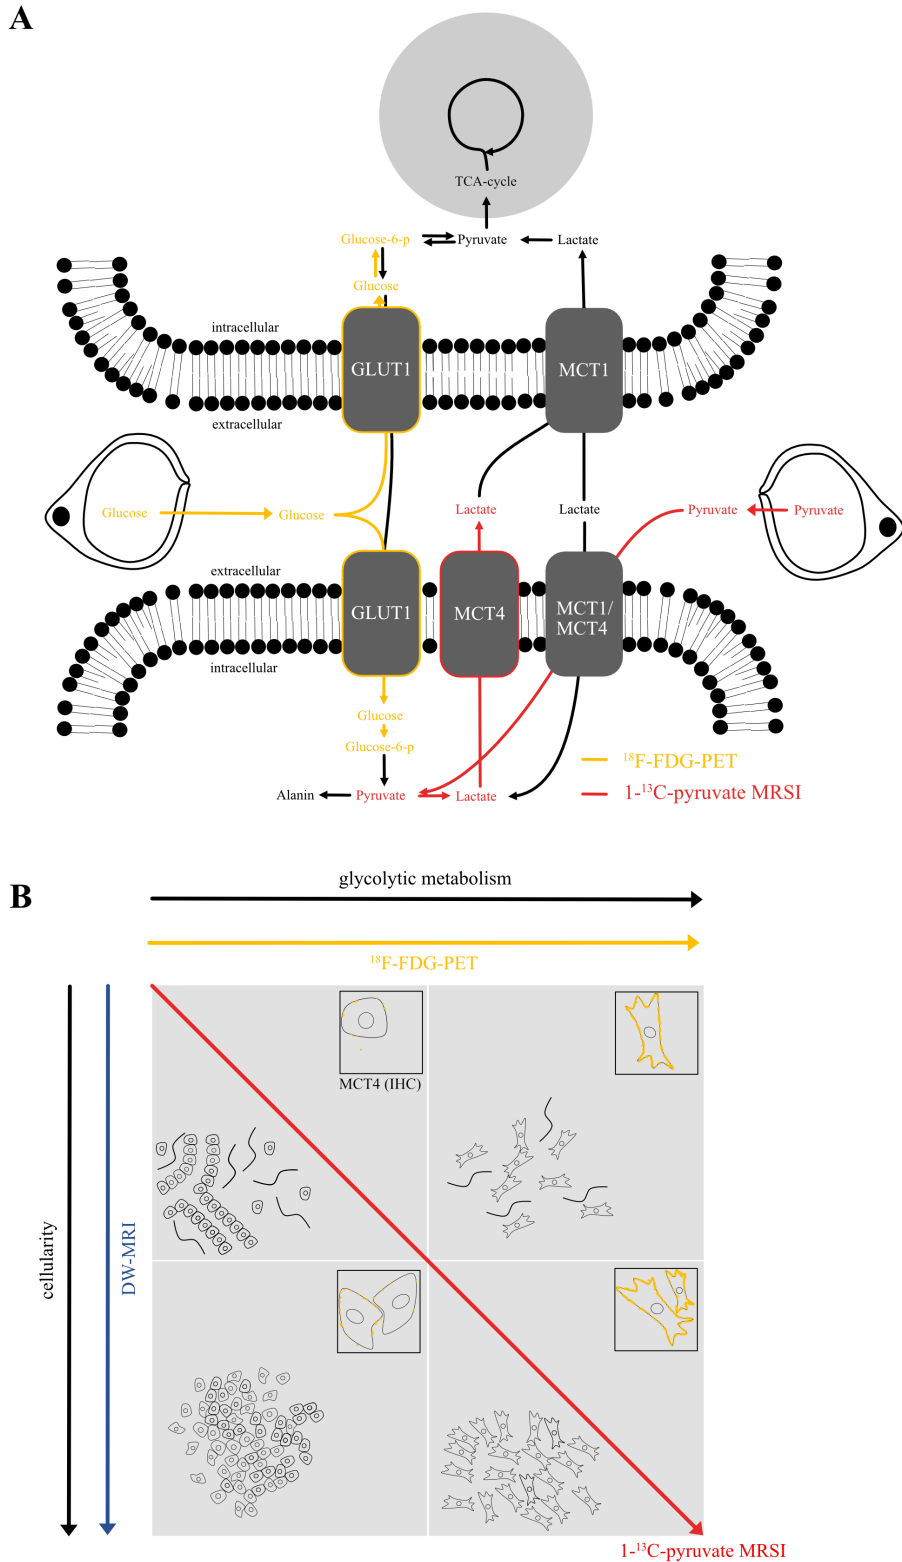 A
TCA-cycle
Glucose-6-p
Pyruvate
Lactate
Glucose
intracellular
GLUT1
MCT1
extracellular
Glucose
Glucose
Lactate
Lactate
Pyruvate
Pyruvate
extracellular
GLUT1
MCT4
MCT1/
MCT4
intracellular
Glucose
Glucose-6-p
Alanin
Pyruvate
Lactate
¹⁸F-FDG-PET
1-¹³C-pyruvate MRSI
B
glycolytic metabolism
¹⁸F-FDG-PET
cellularity
DW-MRI
MCT4 (IHC)
1-¹³C-pyruvate MRSI